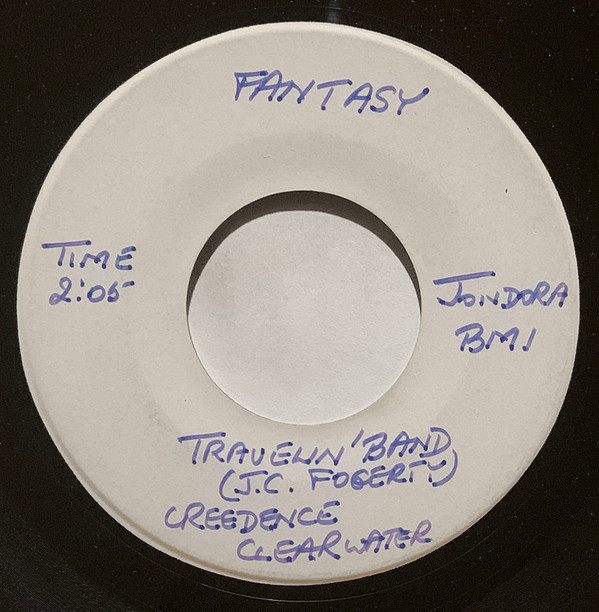 FANTASY
TIME
2:05
JONDORA
BMI
TRAVELIN' BAND
(J.C. FOGERTY)
CREEDENCE
CLEARWATER